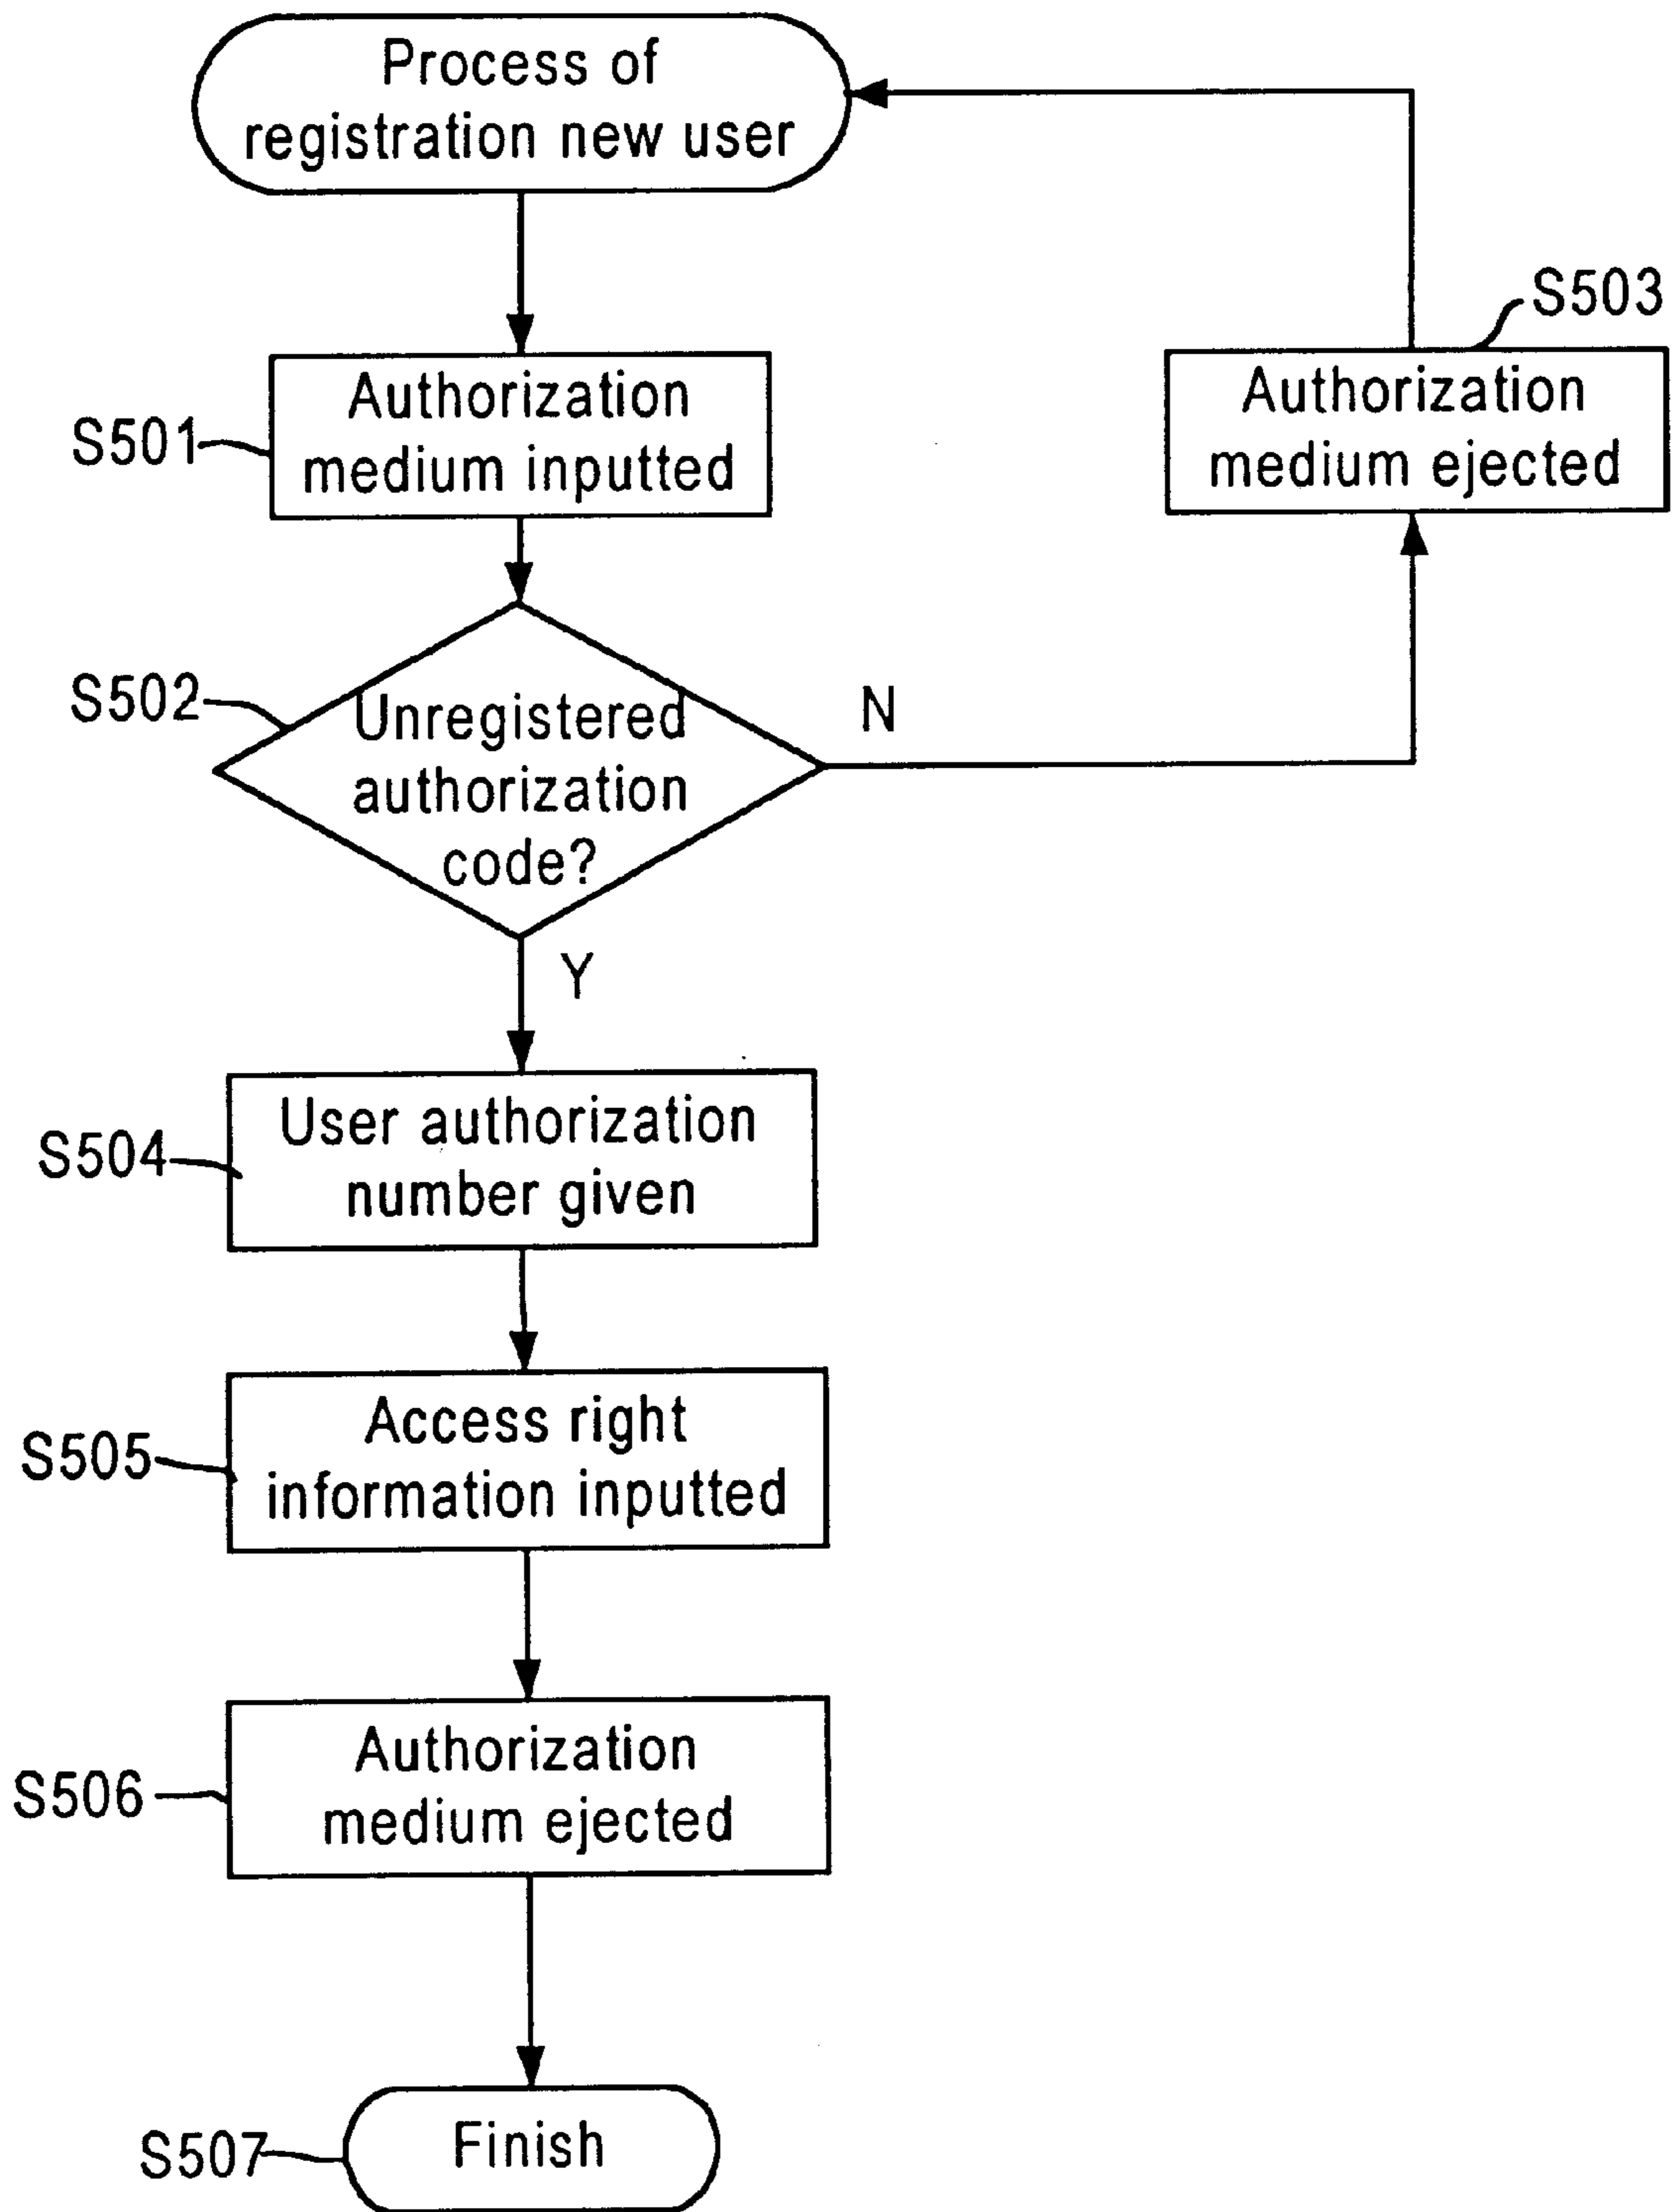 Process of
registration new user
S503
Authorization
medium ejected
S501
Authorization
medium inputted
S502
Unregistered
authorization
code?
N
Y
S504
User authorization
number given
S505
Access right
information inputted
S506
Authorization
medium ejected
S507
Finish